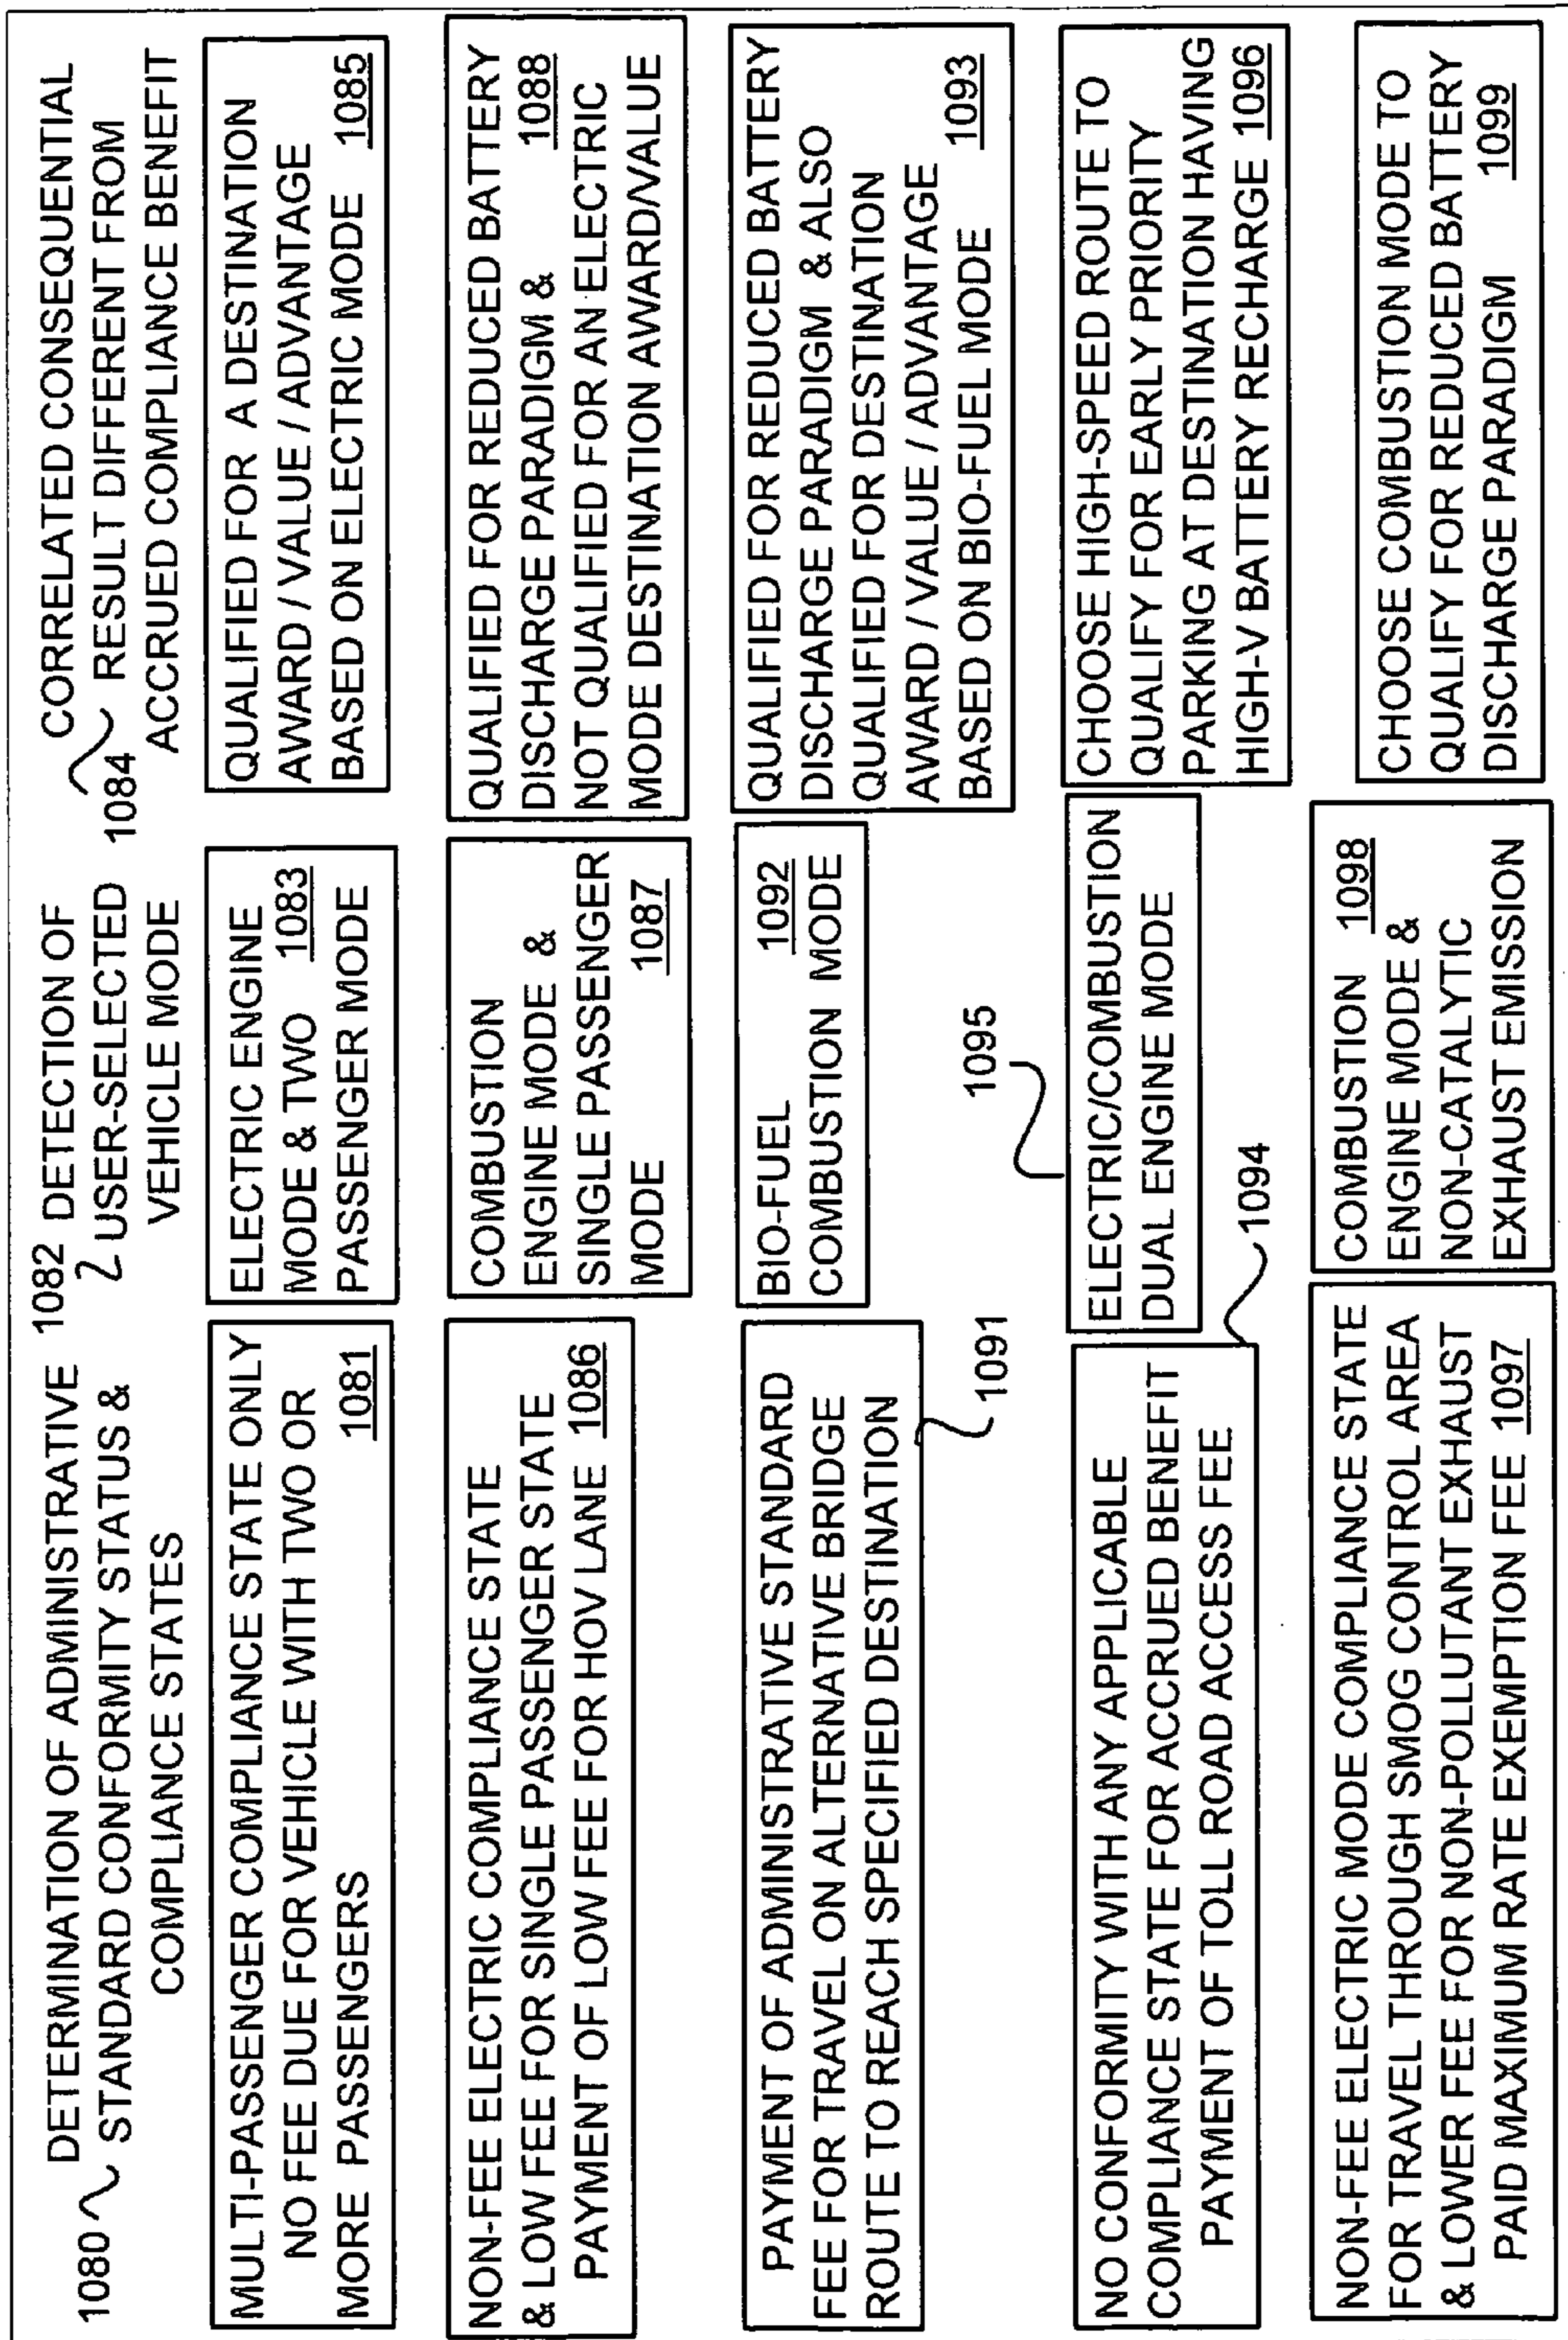 1080 DETERMINATION OF ADMINISTRATIVE
STANDARD CONFORMITY STATUS &
COMPLIANCE STATES
1082 DETECTION OF
USER-SELECTED
VEHICLE MODE
1084 CORRELATED CONSEQUENTIAL
RESULT DIFFERENT FROM
ACCRUED COMPLIANCE BENEFIT
MULTI-PASSENGER COMPLIANCE STATE ONLY
NO FEE DUE FOR VEHICLE WITH TWO OR
MORE PASSENGERS 1081
ELECTRIC ENGINE
MODE & TWO 1083
PASSENGER MODE
QUALIFIED FOR A DESTINATION
AWARD / VALUE / ADVANTAGE
BASED ON ELECTRIC MODE 1085
NON-FEE ELECTRIC COMPLIANCE STATE
& LOW FEE FOR SINGLE PASSENGER STATE
PAYMENT OF LOW FEE FOR HOV LANE 1086
COMBUSTION
ENGINE MODE &
SINGLE PASSENGER
MODE 1087
QUALIFIED FOR REDUCED BATTERY
DISCHARGE PARADIGM & 1088
NOT QUALIFIED FOR AN ELECTRIC
MODE DESTINATION AWARD/VALUE
PAYMENT OF ADMINISTRATIVE STANDARD
FEE FOR TRAVEL ON ALTERNATIVE BRIDGE
ROUTE TO REACH SPECIFIED DESTINATION
1091
BIO-FUEL 1092
COMBUSTION MODE
QUALIFIED FOR REDUCED BATTERY
DISCHARGE PARADIGM & ALSO
QUALIFIED FOR DESTINATION
AWARD / VALUE / ADVANTAGE 1093
BASED ON BIO-FUEL MODE
NO CONFORMITY WITH ANY APPLICABLE
COMPLIANCE STATE FOR ACCRUED BENEFIT
PAYMENT OF TOLL ROAD ACCESS FEE
1094
1095
ELECTRIC/COMBUSTION
DUAL ENGINE MODE
CHOOSE HIGH-SPEED ROUTE TO
QUALIFY FOR EARLY PRIORITY
PARKING AT DESTINATION HAVING
HIGH-V BATTERY RECHARGE 1096
NON-FEE ELECTRIC MODE COMPLIANCE STATE
FOR TRAVEL THROUGH SMOG CONTROL AREA
& LOWER FEE FOR NON-POLLUTANT EXHAUST
PAID MAXIMUM RATE EXEMPTION FEE 1097
COMBUSTION 1098
ENGINE MODE &
NON-CATALYTIC
EXHAUST EMISSION
CHOOSE COMBUSTION MODE TO
QUALIFY FOR REDUCED BATTERY
DISCHARGE PARADIGM 1099